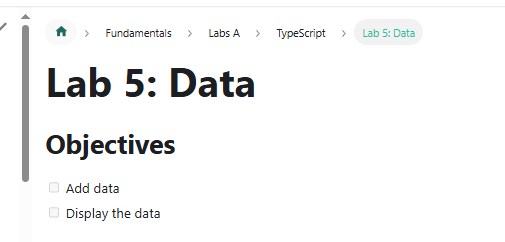 Fundamentals > Labs A > TypeScript > Lab 5: Data
Lab 5: Data
Objectives
Add data
Display the data